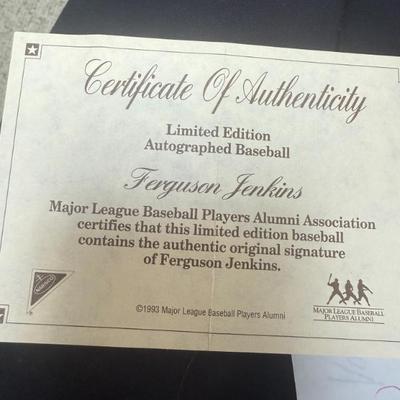 Certificate Of Authenticity
Limited Edition
Autographed Baseball
Ferguson Jenkins
Major League Baseball Players Alumni Association
certifies that this limited edition baseball
contains the authentic original signature
of Ferguson Jenkins.
NABISCO
MAJOR LEAGUE BASEBALL
PLAYERS ALUMNI
©1993 Major League Baseball Players Alumni